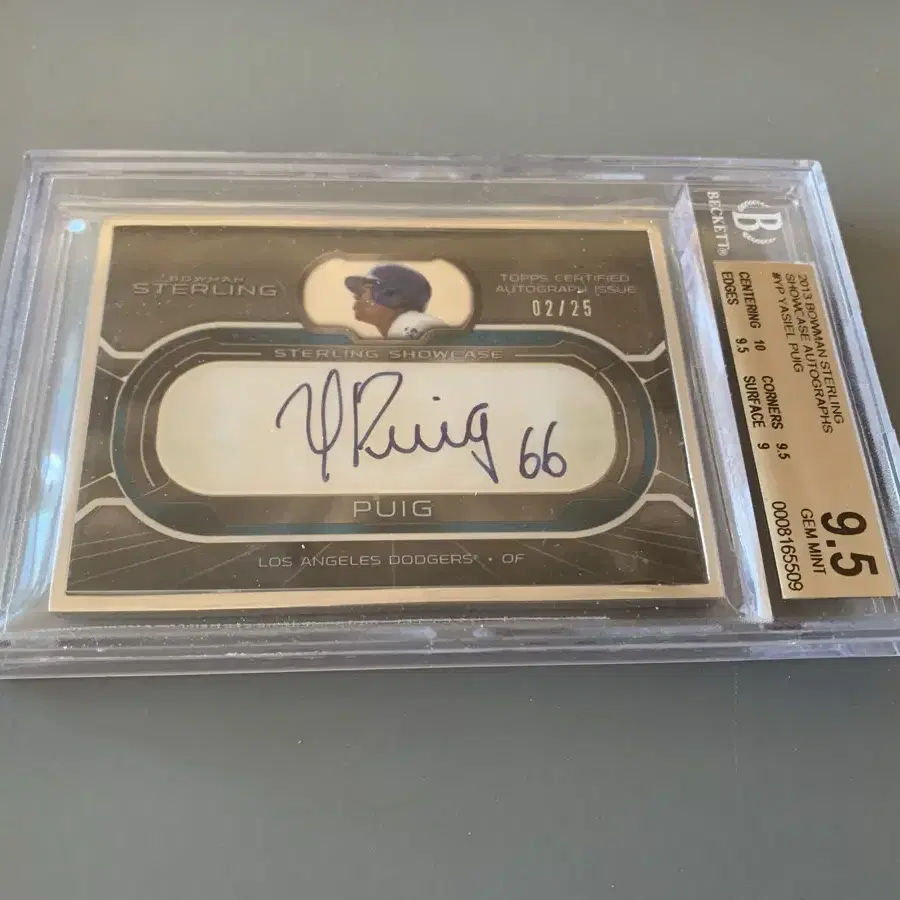 BOWMAN
STERLING
TOPPS CERTIFIED
AUTOGRAPH ISSUE
02/25
STERLING SHOWCASE
Y Puig 66
PUIG
LOS ANGELES DODGERS® • OF
B
BECKETT®
2013 BOWMAN STERLING
SHOWCASE AUTOGRAPHS
#YP YASIEL PUIG
CENTERING 10 CORNERS 9.5
EDGES 9.5 SURFACE 9
9.5
GEM MINT
0008165509